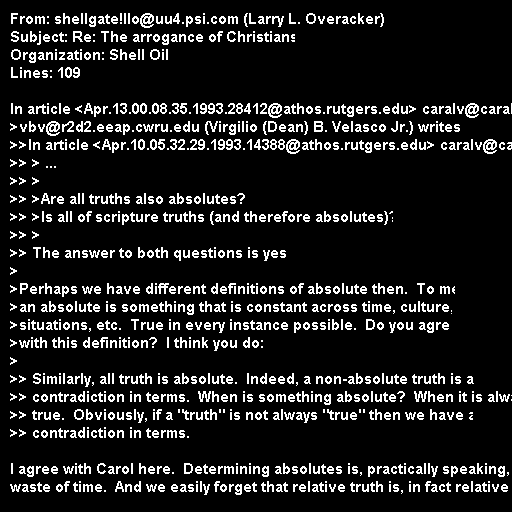 From: shellgate!llo@uu4.psi.com (Larry L. Overacker)
Subject: Re: The arrogance of Christians
Organization: Shell Oil
Lines: 109

In article <Apr.13.00.08.35.1993.28412@athos.rutgers.edu> caralv@caral
>vbv@r2d2.eeap.cwru.edu (Virgilio (Dean) B. Velasco Jr.) writes
>>In article <Apr.10.05.32.29.1993.14388@athos.rutgers.edu> caralv@ca
>> > ...
>> >
>> >Are all truths also absolutes?
>> >Is all of scripture truths (and therefore absolutes)?
>> >
>> The answer to both questions is yes
>
>Perhaps we have different definitions of absolute then.  To me
>an absolute is something that is constant across time, culture,
>situations, etc.  True in every instance possible.  Do you agre
>with this definition?  I think you do:
>
>> Similarly, all truth is absolute.  Indeed, a non-absolute truth is a
>> contradiction in terms.  When is something absolute?  When it is alw
>> true.  Obviously, if a "truth" is not always "true" then we have a
>> contradiction in terms.

I agree with Carol here.  Determining absolutes is, practically speaking,
waste of time.  And we easily forget that relative truth is, in fact relative